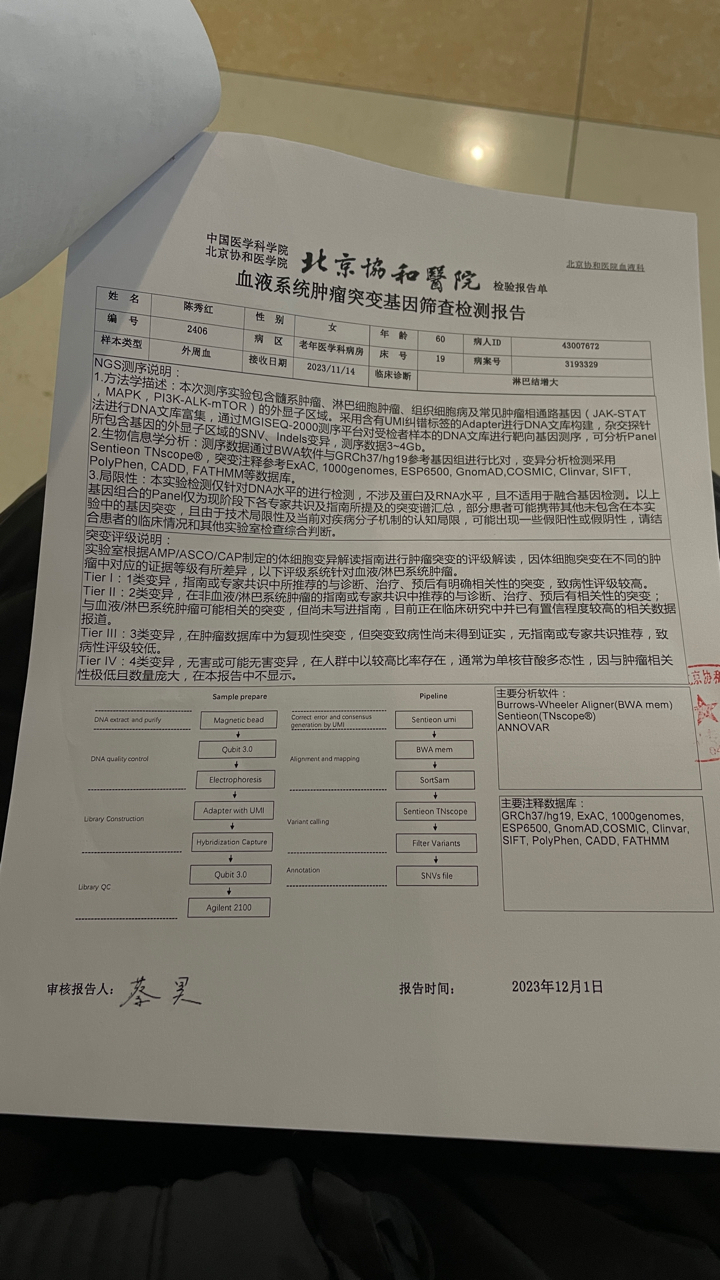 中国医学科学院
北京协和医学院
北京協和醫院 检验报告单
北京协和医院血液科
血液系统肿瘤突变基因筛查检测报告
姓 名 陈秀红 性 别 女 年 龄 60 病人ID 43007672
编 号 2406 病 区 老年医学科病房 床 号 19 病案号 3193329
样本类型 外周血 接收日期 2023/11/14 临床诊断 淋巴结增大
NGS测序说明：
1.方法学描述：本次测序实验包含髓系肿瘤、淋巴细胞肿瘤、组织细胞病及常见肿瘤相通路基因（JAK-STAT
，MAPK，PI3K-ALK-mTOR）的外显子区域。采用含有UMI纠错标签的Adapter进行DNA文库构建，杂交探针
法进行DNA文库富集，通过MGISEQ-2000测序平台对受检者样本的DNA文库进行靶向基因测序，可分析Panel
所包含基因的外显子区域的SNV、Indels变异，测序数据3~4Gb。
2.生物信息学分析：测序数据通过BWA软件与GRCh37/hg19参考基因组进行比对，变异分析检测采用
Sentieon TNscope®，突变注释参考ExAC, 1000genomes, ESP6500, GnomAD,COSMIC, Clinvar, SIFT,
PolyPhen, CADD, FATHMM等数据库。
3.局限性：本实验检测仅针对DNA水平的进行检测，不涉及蛋白及RNA水平，且不适用于融合基因检测。以上
基因组合的Panel仅为现阶段下各专家共识及指南所提及的突变谱汇总，部分患者可能携带其他未包含在本实
验中的基因突变，且由于技术局限性及当前对疾病分子机制的认知局限，可能出现一些假阳性或假阴性，请结
合患者的临床情况和其他实验室检查综合判断。
突变评级说明：
实验室根据AMP/ASCO/CAP制定的体细胞变异解读指南进行肿瘤突变的评级解读，因体细胞突变在不同的肿
瘤中对应的证据等级有所差异，以下评级系统针对血液/淋巴系统肿瘤。
Tier I：1类变异，指南或专家共识中所推荐的与诊断、治疗、预后有明确相关性的突变，致病性评级较高。
Tier II：2类变异，在非血液/淋巴系统肿瘤的指南或专家共识中推荐的与诊断、治疗、预后有相关性的突变；
与血液/淋巴系统肿瘤可能相关的突变，但尚未写进指南，目前正在临床研究中并已有置信程度较高的相关数据
报道。
Tier III：3类变异，在肿瘤数据库中为复现性突变，但突变致病性尚未得到证实，无指南或专家共识推荐，致
病性评级较低。
Tier IV：4类变异，无害或可能无害变异，在人群中以较高比率存在，通常为单核苷酸多态性，因与肿瘤相关
性极低且数量庞大，在本报告中不显示。
Sample prepare
DNA extract and purify
Magnetic bead
DNA quality control
Qubit 3.0
Electrophoresis
Library Construction
Adapter with UMI
Hybridization Capture
Library QC
Qubit 3.0
Agilent 2100
Pipeline
Correct error and consensus
generation by UMI
Sentieon umi
Alignment and mapping
BWA mem
SortSam
Variant calling
Sentieon TNscope
Filter Variants
Annotation
SNVs file
主要分析软件：
Burrows-Wheeler Aligner(BWA mem)
Sentieon(TNscope®)
ANNOVAR
主要注释数据库：
GRCh37/hg19, ExAC, 1000genomes,
ESP6500, GnomAD,COSMIC, Clinvar,
SIFT, PolyPhen, CADD, FATHMM
京协和
审核报告人： 蔡昊
报告时间： 2023年12月1日